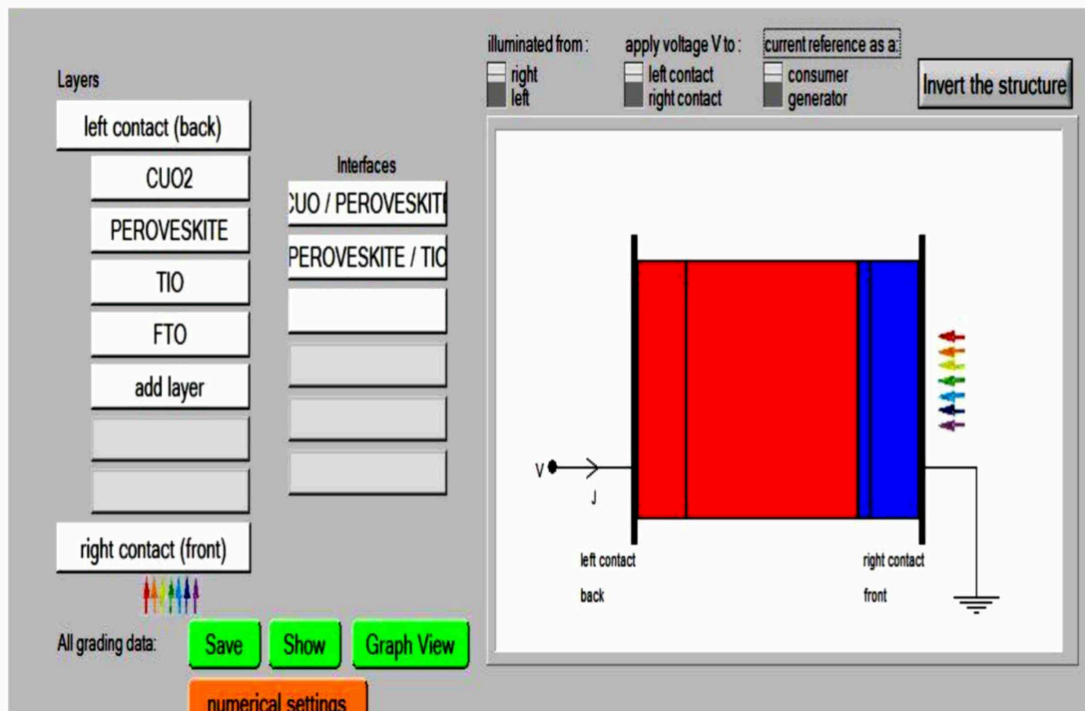 illuminated from :
right
left
apply voltage V to :
left contact
right contact
current reference as a:
consumer
generator
Invert the structure
Layers
left contact (back)
CUO2
PEROVESKITE
TIO
FTO
add layer
right contact (front)
Interfaces
CUO / PEROVESKITE
PEROVESKITE / TIO
V
J
left contact
back
right contact
front
All grading data:
Save
Show
Graph View
numerical settings